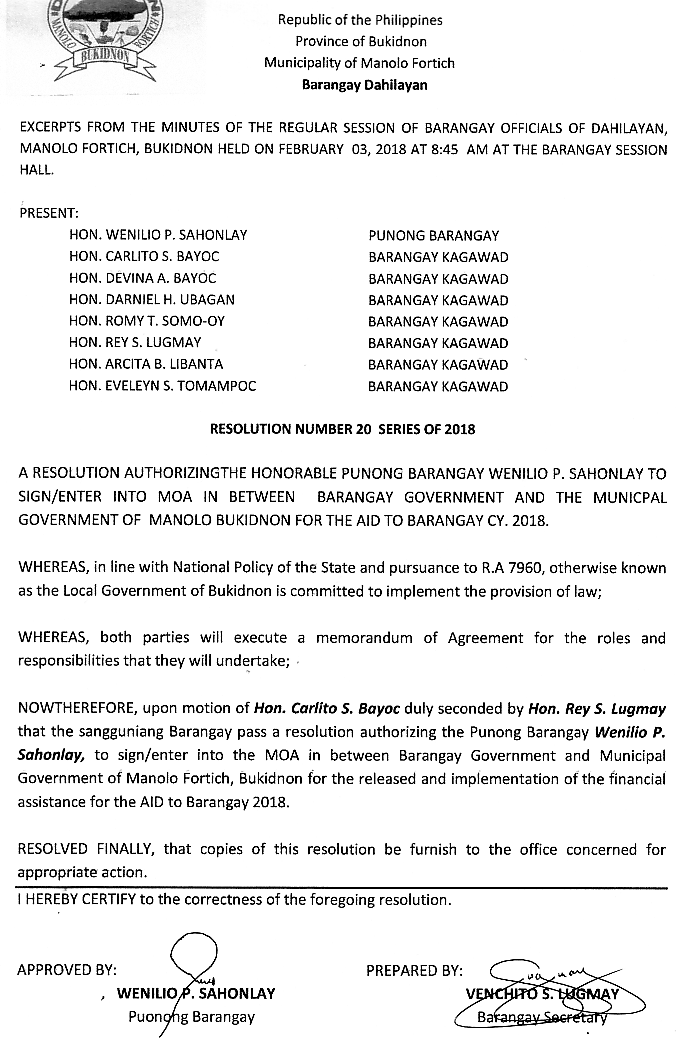 MANOLO BUKIDNON FORTICH
Republic of the Philippines
Province of Bukidnon
Municipality of Manolo Fortich
Barangay Dahilayan
EXCERPTS FROM THE MINUTES OF THE REGULAR SESSION OF BARANGAY OFFICIALS OF DAHILAYAN,
MANOLO FORTICH, BUKIDNON HELD ON FEBRUARY 03, 2018 AT 8:45 AM AT THE BARANGAY SESSION
HALL.
PRESENT:
HON. WENILIO P. SAHONLAY PUNONG BARANGAY
HON. CARLITO S. BAYOC BARANGAY KAGAWAD
HON. DEVINA A. BAYOC BARANGAY KAGAWAD
HON. DARNIEL H. UBAGAN BARANGAY KAGAWAD
HON. ROMY T. SOMO-OY BARANGAY KAGAWAD
HON. REY S. LUGMAY BARANGAY KAGAWAD
HON. ARCITA B. LIBANTA BARANGAY KAGAWAD
HON. EVELEYN S. TOMAMPOC BARANGAY KAGAWAD
RESOLUTION NUMBER 20 SERIES OF 2018
A RESOLUTION AUTHORIZINGTHE HONORABLE PUNONG BARANGAY WENILIO P. SAHONLAY TO
SIGN/ENTER INTO MOA IN BETWEEN BARANGAY GOVERNMENT AND THE MUNICPAL
GOVERNMENT OF MANOLO BUKIDNON FOR THE AID TO BARANGAY CY. 2018.
WHEREAS, in line with National Policy of the State and pursuant to R.A 7960, otherwise known
as the Local Government of Bukidnon is committed to implement the provision of law;
WHEREAS, both parties will execute a memorandum of Agreement for the roles and
responsibilities that they will undertake;
NOWTHEREFORE, upon motion of Hon. Carlito S. Bayoc duly seconded by Hon. Rey S. Lugmay
that the sangguniang Barangay pass a resolution authorizing the Punong Barangay Wenilio P.
Sahonlay, to sign/enter into the MOA in between Barangay Government and Municipal
Government of Manolo Fortich, Bukidnon for the released and implementation of the financial
assistance for the AID to Barangay 2018.
RESOLVED FINALLY, that copies of this resolution be furnish to the office concerned for
appropriate action.
I HEREBY CERTIFY to the correctness of the foregoing resolution.
APPROVED BY: PREPARED BY:
WENILIO P. SAHONLAY VENCHITO S. LUGMAY
Puonong Barangay Barangay Secretary